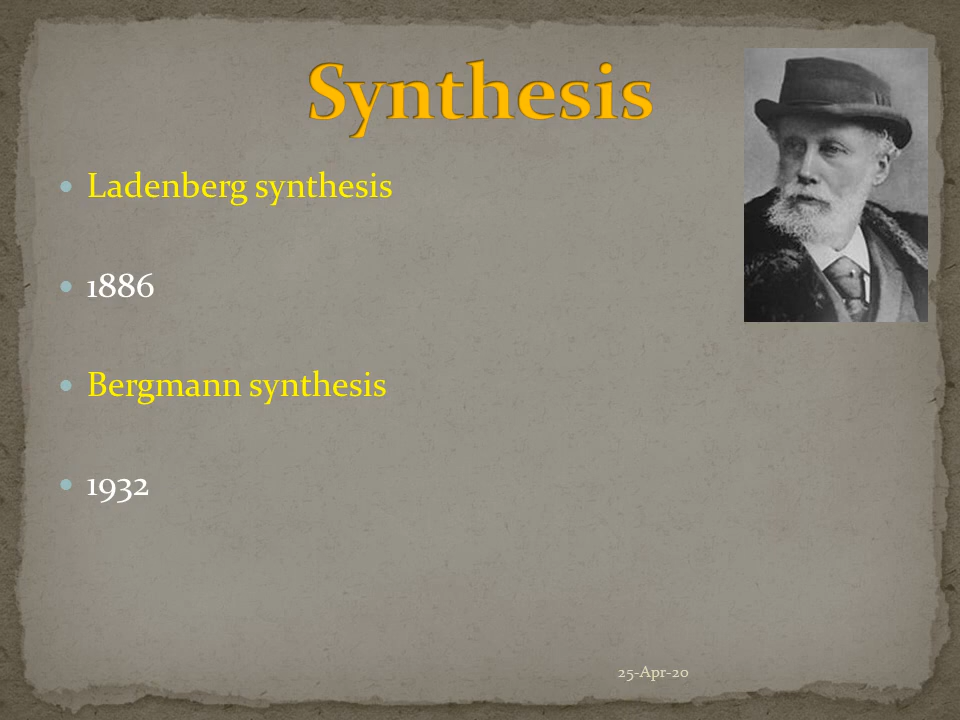 Synthesis
Ladenberg synthesis
1886
Bergmann synthesis
1932
25-Apr-20